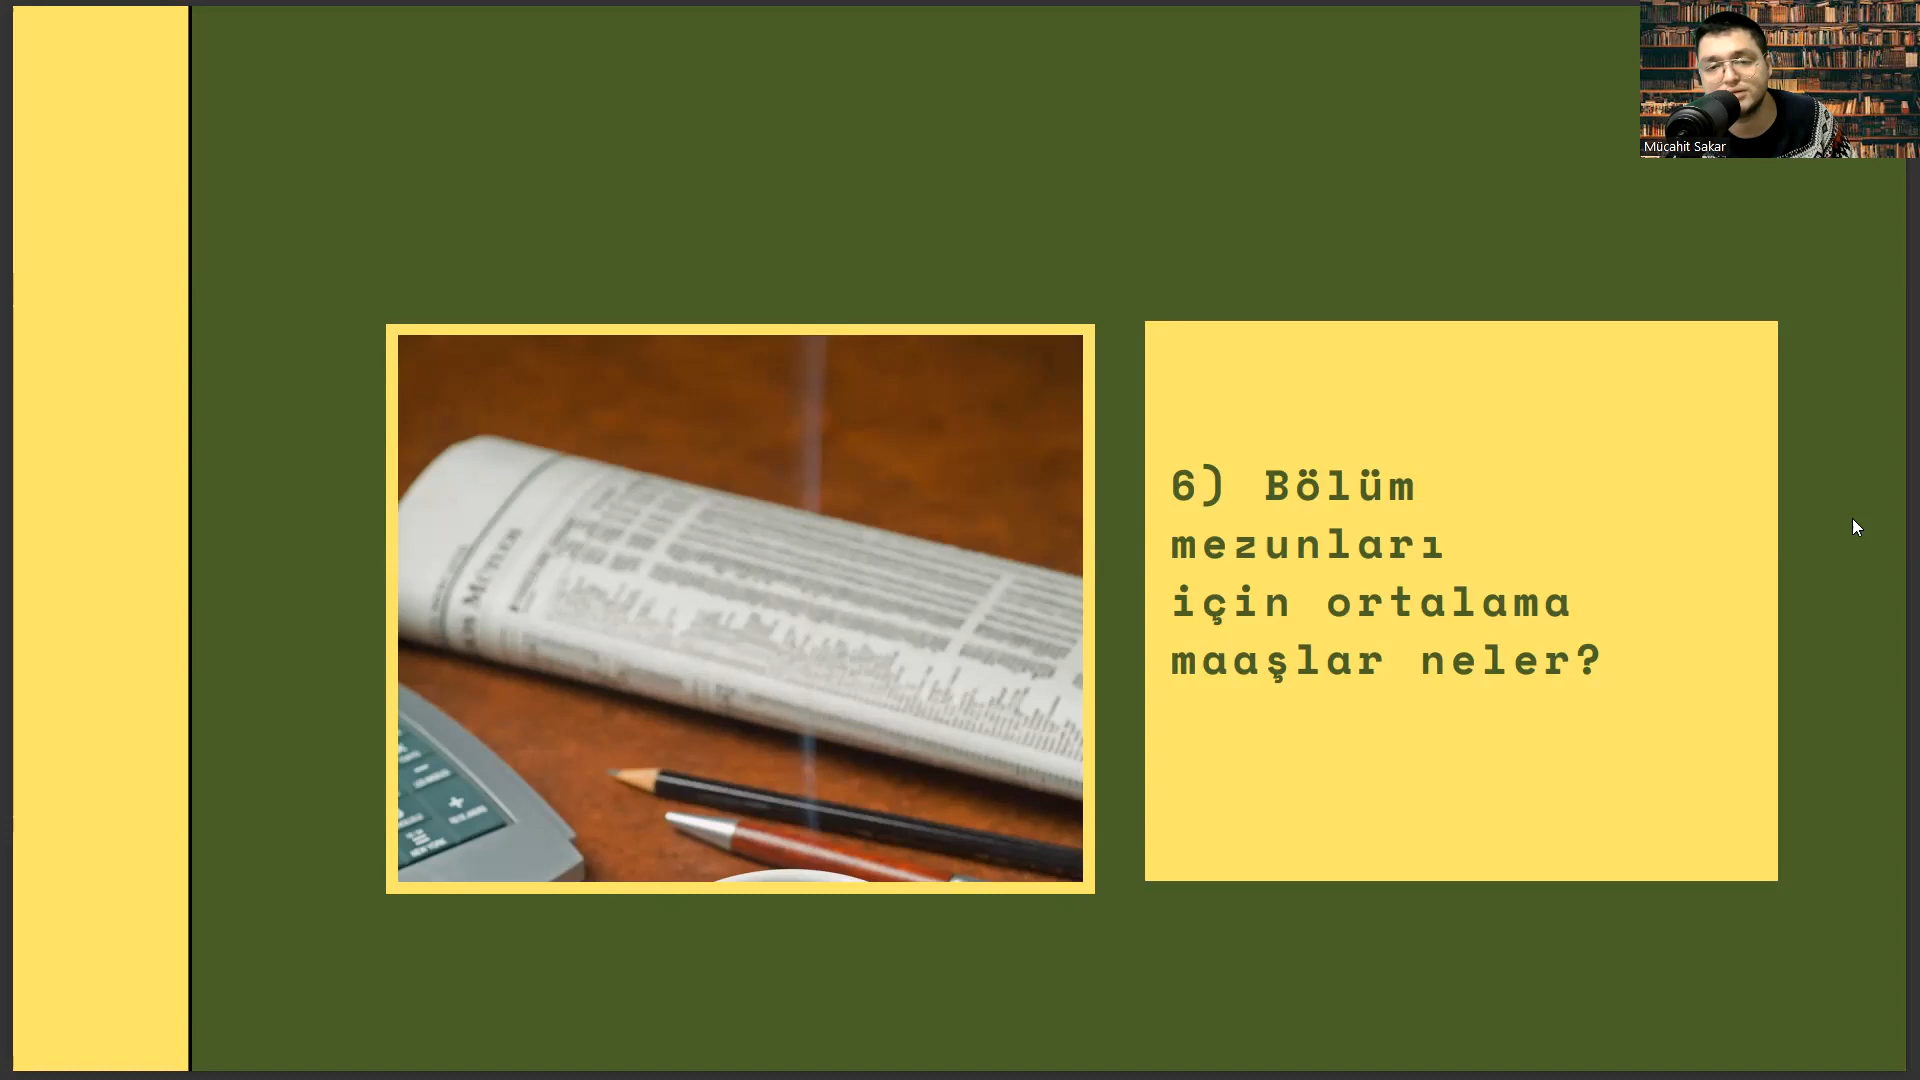 Mücahit Sakar
6) Bölüm
mezunları
için ortalama
maaşlar neler?